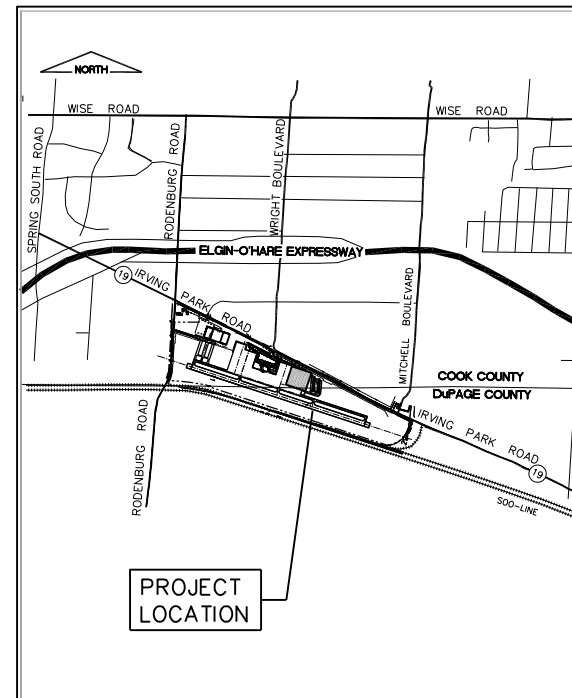 NORTH
WISE ROAD
WISE ROAD
SPRING SOUTH ROAD
RODENBURG ROAD
WRIGHT BOULEVARD
ELGIN-O'HARE EXPRESSWAY
19
IRVING PARK ROAD
MITCHELL BOULEVARD
COOK COUNTY
DuPAGE COUNTY
IRVING PARK ROAD
19
RODENBURG ROAD
SOO-LINE
PROJECT
LOCATION